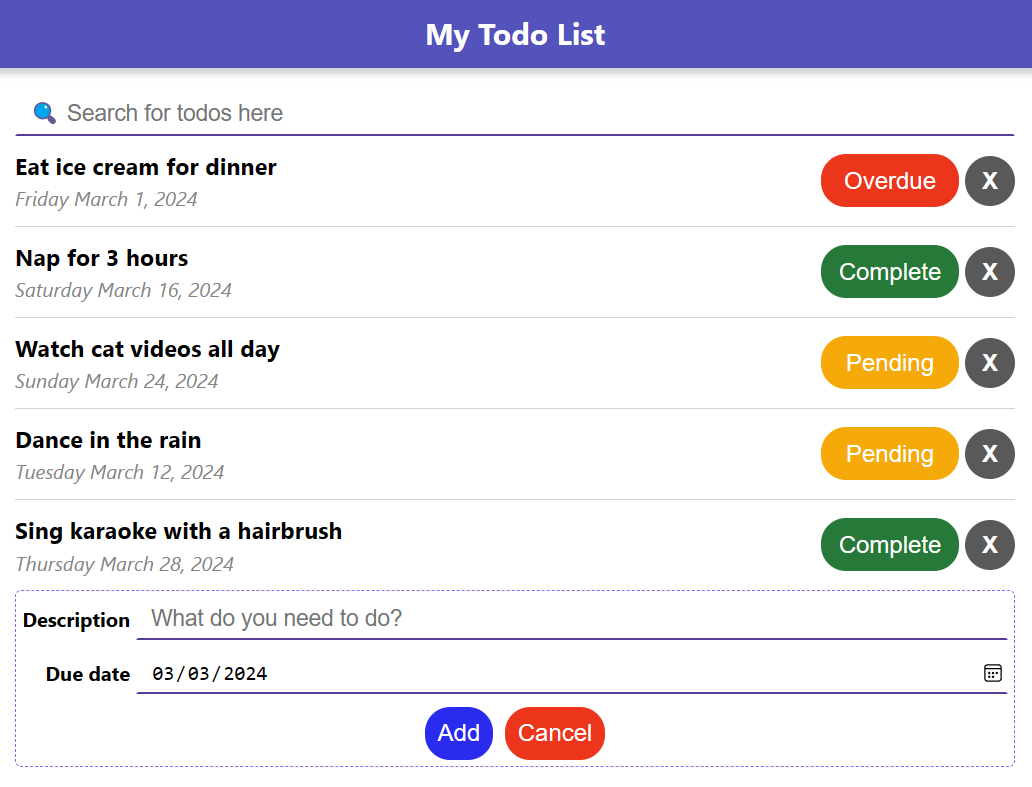 My Todo List
Search for todos here
Eat ice cream for dinner
Friday March 1, 2024
Overdue X
Nap for 3 hours
Saturday March 16, 2024
Complete X
Watch cat videos all day
Sunday March 24, 2024
Pending X
Dance in the rain
Tuesday March 12, 2024
Pending X
Sing karaoke with a hairbrush
Thursday March 28, 2024
Complete X
Description What do you need to do?
Due date 03/03/2024
Add Cancel